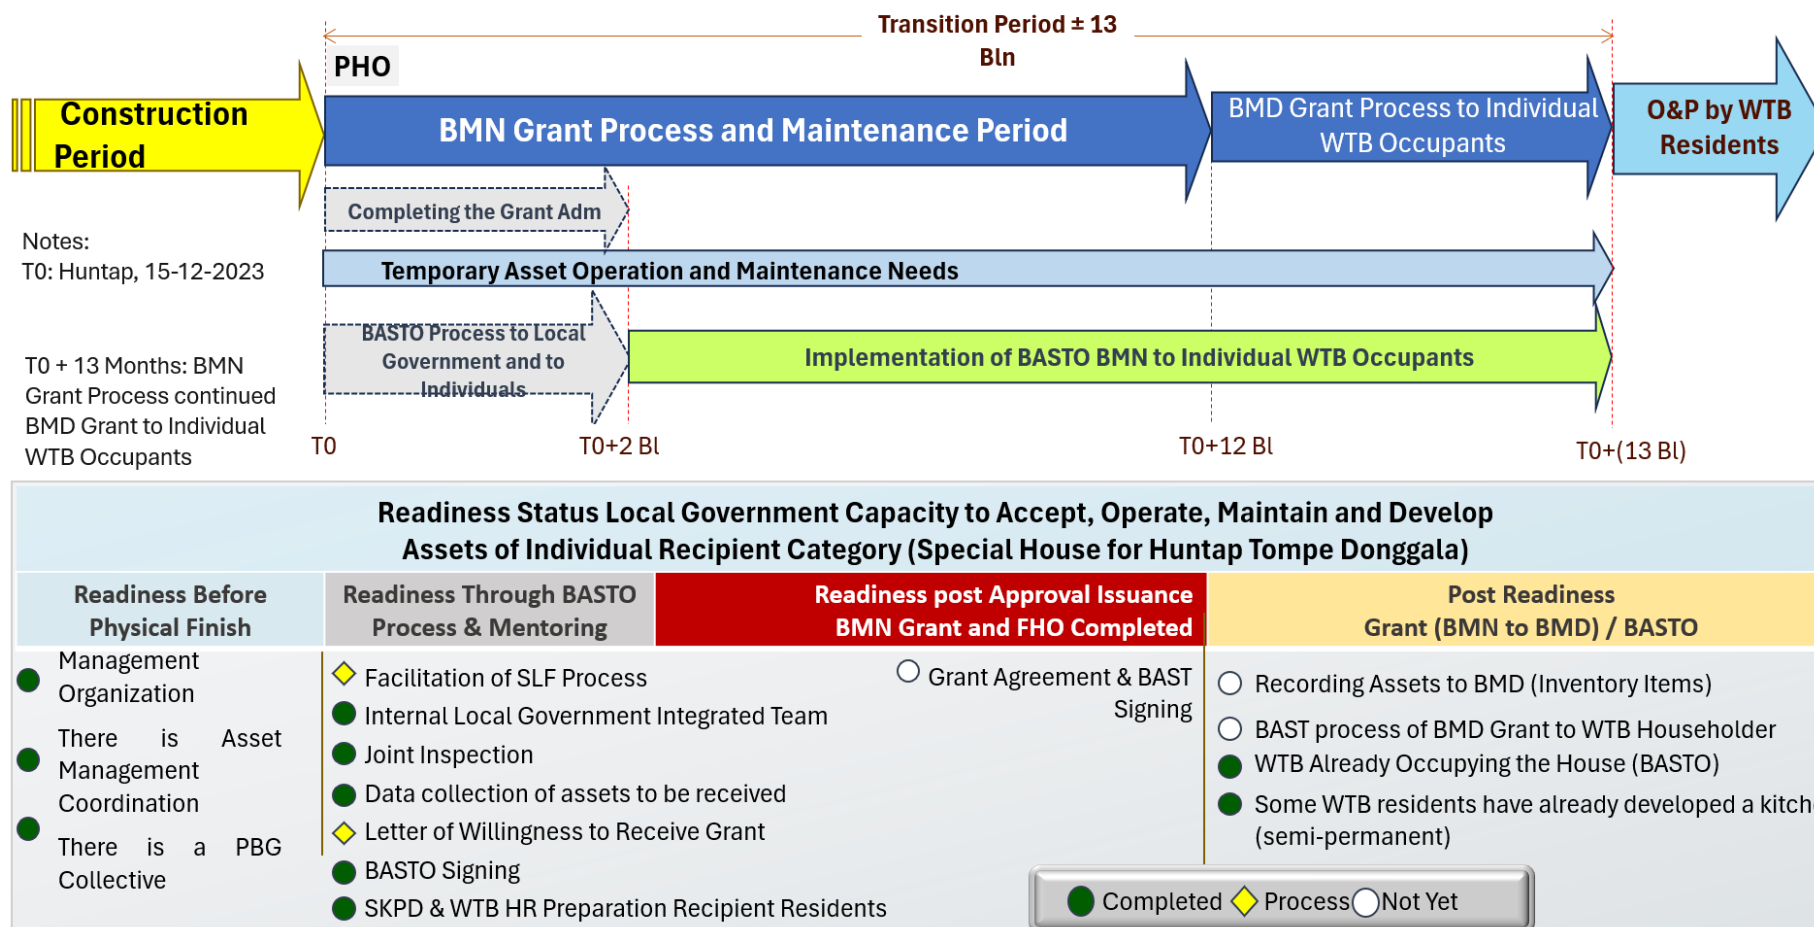 Transition Period ± 13
Bln
PHO
Construction
Period
BMN Grant Process and Maintenance Period
BMD Grant Process to Individual
WTB Occupants
O&P by WTB
Residents
Completing the Grant Adm
Notes:
T0: Huntap, 15-12-2023
Temporary Asset Operation and Maintenance Needs
BASTO Process to Local
Government and to
Individuals
Implementation of BASTO BMN to Individual WTB Occupants
T0 + 13 Months: BMN
Grant Process continued
BMD Grant to Individual
WTB Occupants
T0
T0+2 Bl
T0+12 Bl
T0+(13 Bl)
Readiness Status Local Government Capacity to Accept, Operate, Maintain and Develop
Assets of Individual Recipient Category (Special House for Huntap Tompe Donggala)
Readiness Before
Physical Finish
Readiness Through BASTO
Process & Mentoring
Readiness post Approval Issuance
BMN Grant and FHO Completed
Post Readiness
Grant (BMN to BMD) / BASTO
Management
Organization
There is Asset
Management
Coordination
There is a PBG
Collective
Facilitation of SLF Process
Internal Local Government Integrated Team
Joint Inspection
Data collection of assets to be received
Letter of Willingness to Receive Grant
BASTO Signing
SKPD & WTB HR Preparation Recipient Residents
Grant Agreement & BAST
Signing
Recording Assets to BMD (Inventory Items)
BAST process of BMD Grant to WTB Householder
WTB Already Occupying the House (BASTO)
Some WTB residents have already developed a kitche
(semi-permanent)
Completed Process Not Yet